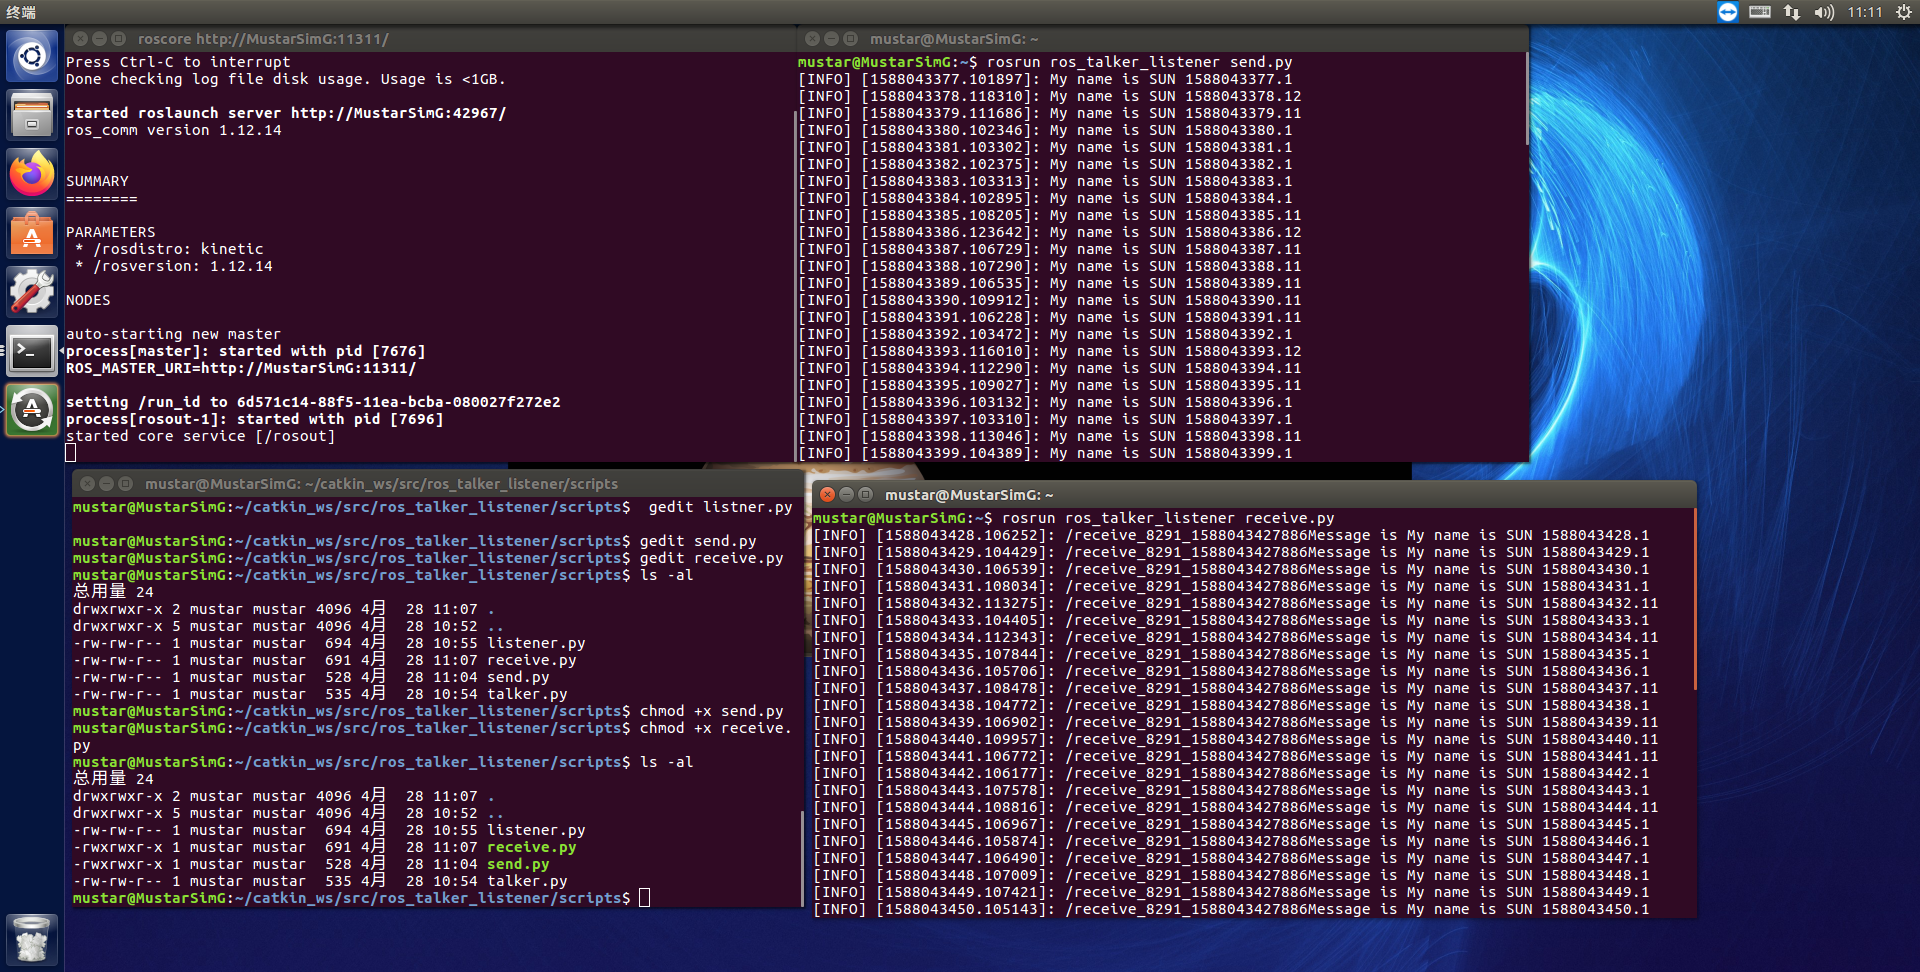 终端
11:11
roscore http://MustarSimG:11311/
Press Ctrl-C to interrupt
Done checking log file disk usage. Usage is <1GB.
started roslaunch server http://MustarSimG:42967/
ros_comm version 1.12.14
SUMMARY
========
PARAMETERS
* /rosdistro: kinetic
* /rosversion: 1.12.14
NODES
auto-starting new master
process[master]: started with pid [7676]
ROS_MASTER_URI=http://MustarSimG:11311/
setting /run_id to 6d571c14-88f5-11ea-bcba-080027f272e2
process[rosout-1]: started with pid [7696]
started core service [/rosout]
mustar@MustarSimG: ~
mustar@MustarSimG:~$ rosrun ros_talker_listener send.py
[INFO] [1588043377.101897]: My name is SUN 1588043377.1
[INFO] [1588043378.118310]: My name is SUN 1588043378.12
[INFO] [1588043379.111686]: My name is SUN 1588043379.11
[INFO] [1588043380.102346]: My name is SUN 1588043380.1
[INFO] [1588043381.103302]: My name is SUN 1588043381.1
[INFO] [1588043382.102375]: My name is SUN 1588043382.1
[INFO] [1588043383.103313]: My name is SUN 1588043383.1
[INFO] [1588043384.102895]: My name is SUN 1588043384.1
[INFO] [1588043385.108205]: My name is SUN 1588043385.11
[INFO] [1588043386.123642]: My name is SUN 1588043386.12
[INFO] [1588043387.106729]: My name is SUN 1588043387.11
[INFO] [1588043388.107290]: My name is SUN 1588043388.11
[INFO] [1588043389.106535]: My name is SUN 1588043389.11
[INFO] [1588043390.109912]: My name is SUN 1588043390.11
[INFO] [1588043391.106228]: My name is SUN 1588043391.11
[INFO] [1588043392.103472]: My name is SUN 1588043392.1
[INFO] [1588043393.116010]: My name is SUN 1588043393.12
[INFO] [1588043394.112290]: My name is SUN 1588043394.11
[INFO] [1588043395.109027]: My name is SUN 1588043395.11
[INFO] [1588043396.103132]: My name is SUN 1588043396.1
[INFO] [1588043397.103310]: My name is SUN 1588043397.1
[INFO] [1588043398.113046]: My name is SUN 1588043398.11
[INFO] [1588043399.104389]: My name is SUN 1588043399.1
mustar@MustarSimG: ~/catkin_ws/src/ros_talker_listener/scripts
mustar@MustarSimG:~/catkin_ws/src/ros_talker_listener/scripts$  gedit listner.py
mustar@MustarSimG:~/catkin_ws/src/ros_talker_listener/scripts$ gedit send.py
mustar@MustarSimG:~/catkin_ws/src/ros_talker_listener/scripts$ gedit receive.py
mustar@MustarSimG:~/catkin_ws/src/ros_talker_listener/scripts$ ls -al
总用量 24
drwxrwxr-x 2 mustar mustar 4096 4月  28 11:07 .
drwxrwxr-x 5 mustar mustar 4096 4月  28 10:52 ..
-rw-rw-r-- 1 mustar mustar  694 4月  28 10:55 listener.py
-rw-rw-r-- 1 mustar mustar  691 4月  28 11:07 receive.py
-rw-rw-r-- 1 mustar mustar  528 4月  28 11:04 send.py
-rw-rw-r-- 1 mustar mustar  535 4月  28 10:54 talker.py
mustar@MustarSimG:~/catkin_ws/src/ros_talker_listener/scripts$ chmod +x send.py
mustar@MustarSimG:~/catkin_ws/src/ros_talker_listener/scripts$ chmod +x receive.
py
mustar@MustarSimG:~/catkin_ws/src/ros_talker_listener/scripts$ ls -al
总用量 24
drwxrwxr-x 2 mustar mustar 4096 4月  28 11:07 .
drwxrwxr-x 5 mustar mustar 4096 4月  28 10:52 ..
-rw-rw-r-- 1 mustar mustar  694 4月  28 10:55 listener.py
-rwxrwxr-x 1 mustar mustar  691 4月  28 11:07 receive.py
-rwxrwxr-x 1 mustar mustar  528 4月  28 11:04 send.py
-rw-rw-r-- 1 mustar mustar  535 4月  28 10:54 talker.py
mustar@MustarSimG:~/catkin_ws/src/ros_talker_listener/scripts$
mustar@MustarSimG: ~
mustar@MustarSimG:~$ rosrun ros_talker_listener receive.py
[INFO] [1588043428.106252]: /receive_8291_1588043427886Message is My name is SUN 1588043428.1
[INFO] [1588043429.104429]: /receive_8291_1588043427886Message is My name is SUN 1588043429.1
[INFO] [1588043430.106539]: /receive_8291_1588043427886Message is My name is SUN 1588043430.1
[INFO] [1588043431.108034]: /receive_8291_1588043427886Message is My name is SUN 1588043431.1
[INFO] [1588043432.113275]: /receive_8291_1588043427886Message is My name is SUN 1588043432.11
[INFO] [1588043433.104405]: /receive_8291_1588043427886Message is My name is SUN 1588043433.1
[INFO] [1588043434.112343]: /receive_8291_1588043427886Message is My name is SUN 1588043434.11
[INFO] [1588043435.107844]: /receive_8291_1588043427886Message is My name is SUN 1588043435.1
[INFO] [1588043436.105706]: /receive_8291_1588043427886Message is My name is SUN 1588043436.1
[INFO] [1588043437.108478]: /receive_8291_1588043427886Message is My name is SUN 1588043437.11
[INFO] [1588043438.104772]: /receive_8291_1588043427886Message is My name is SUN 1588043438.1
[INFO] [1588043439.106902]: /receive_8291_1588043427886Message is My name is SUN 1588043439.11
[INFO] [1588043440.109957]: /receive_8291_1588043427886Message is My name is SUN 1588043440.11
[INFO] [1588043441.106772]: /receive_8291_1588043427886Message is My name is SUN 1588043441.11
[INFO] [1588043442.106177]: /receive_8291_1588043427886Message is My name is SUN 1588043442.1
[INFO] [1588043443.107578]: /receive_8291_1588043427886Message is My name is SUN 1588043443.1
[INFO] [1588043444.108816]: /receive_8291_1588043427886Message is My name is SUN 1588043444.11
[INFO] [1588043445.106967]: /receive_8291_1588043427886Message is My name is SUN 1588043445.1
[INFO] [1588043446.105874]: /receive_8291_1588043427886Message is My name is SUN 1588043446.1
[INFO] [1588043447.106490]: /receive_8291_1588043427886Message is My name is SUN 1588043447.1
[INFO] [1588043448.107009]: /receive_8291_1588043427886Message is My name is SUN 1588043448.1
[INFO] [1588043449.107421]: /receive_8291_1588043427886Message is My name is SUN 1588043449.1
[INFO] [1588043450.105143]: /receive_8291_1588043427886Message is My name is SUN 1588043450.1